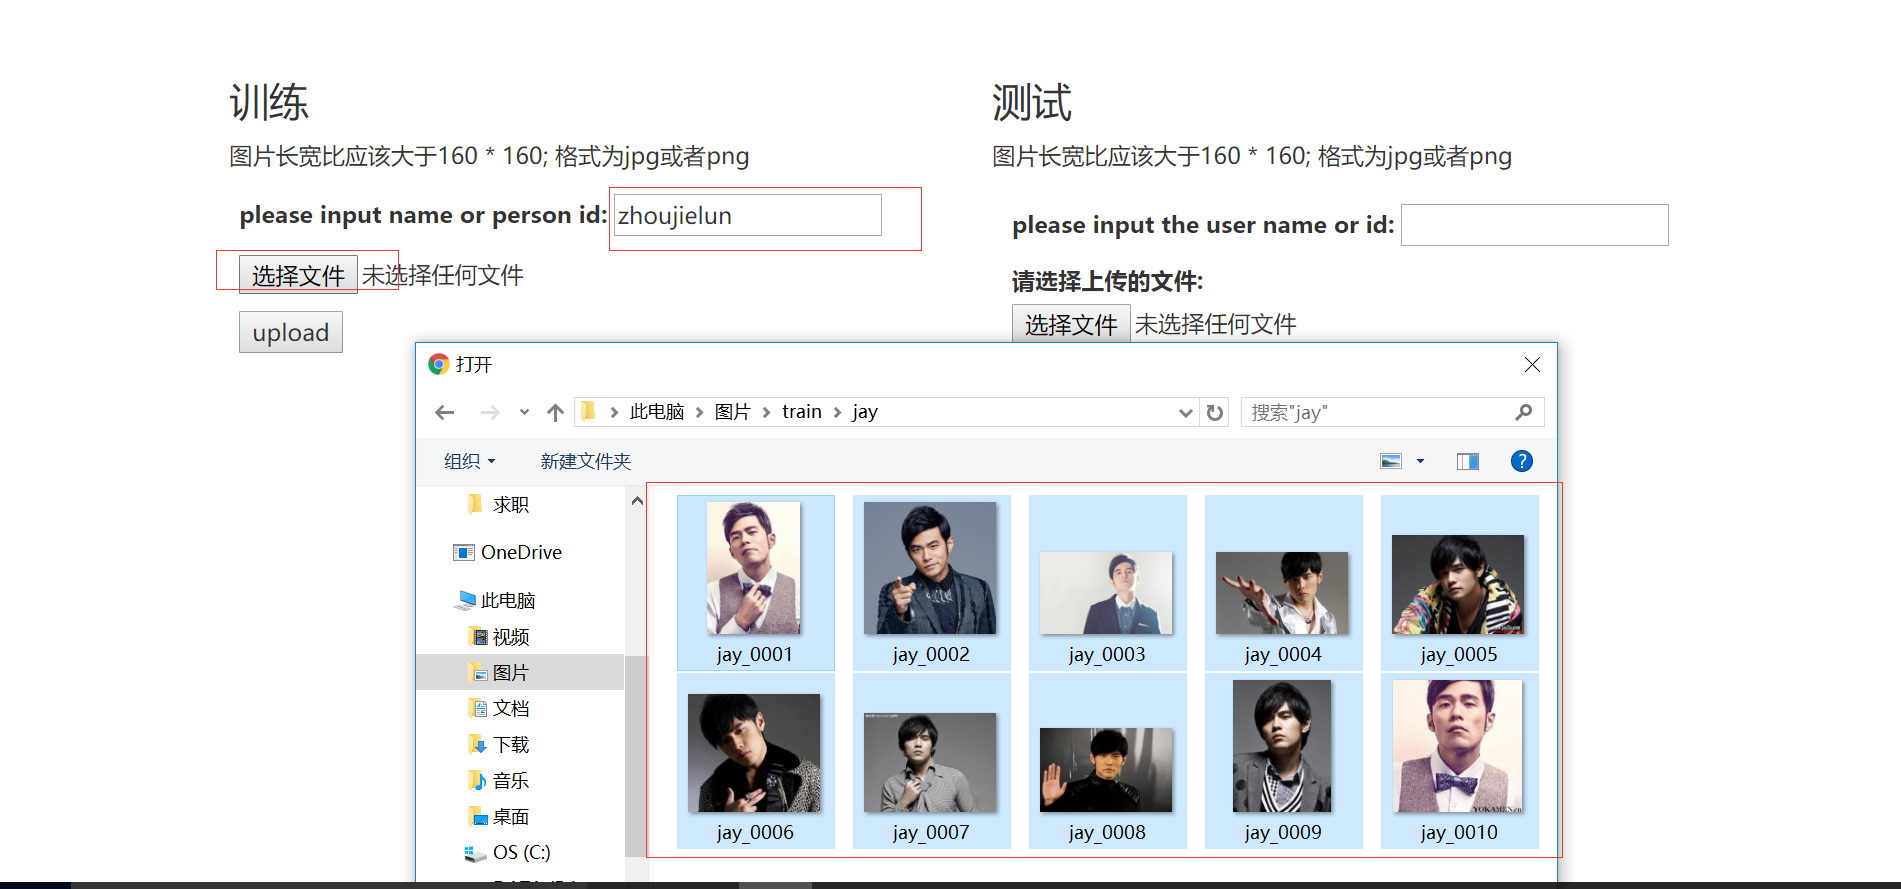 训练
图片长宽比应该大于160 * 160; 格式为jpg或者png
please input name or person id: zhoujielun
选择文件 未选择任何文件
upload
测试
图片长宽比应该大于160 * 160; 格式为jpg或者png
please input the user name or id:
请选择上传的文件:
选择文件 未选择任何文件
打开
此电脑 图片 train jay
搜索"jay"
组织 新建文件夹
求职
OneDrive
此电脑
视频
图片
文档
下载
音乐
桌面
OS (C:)
jay_0001 jay_0002 jay_0003 jay_0004 jay_0005
YOKAMEN.cn
jay_0006 jay_0007 jay_0008 jay_0009 jay_0010